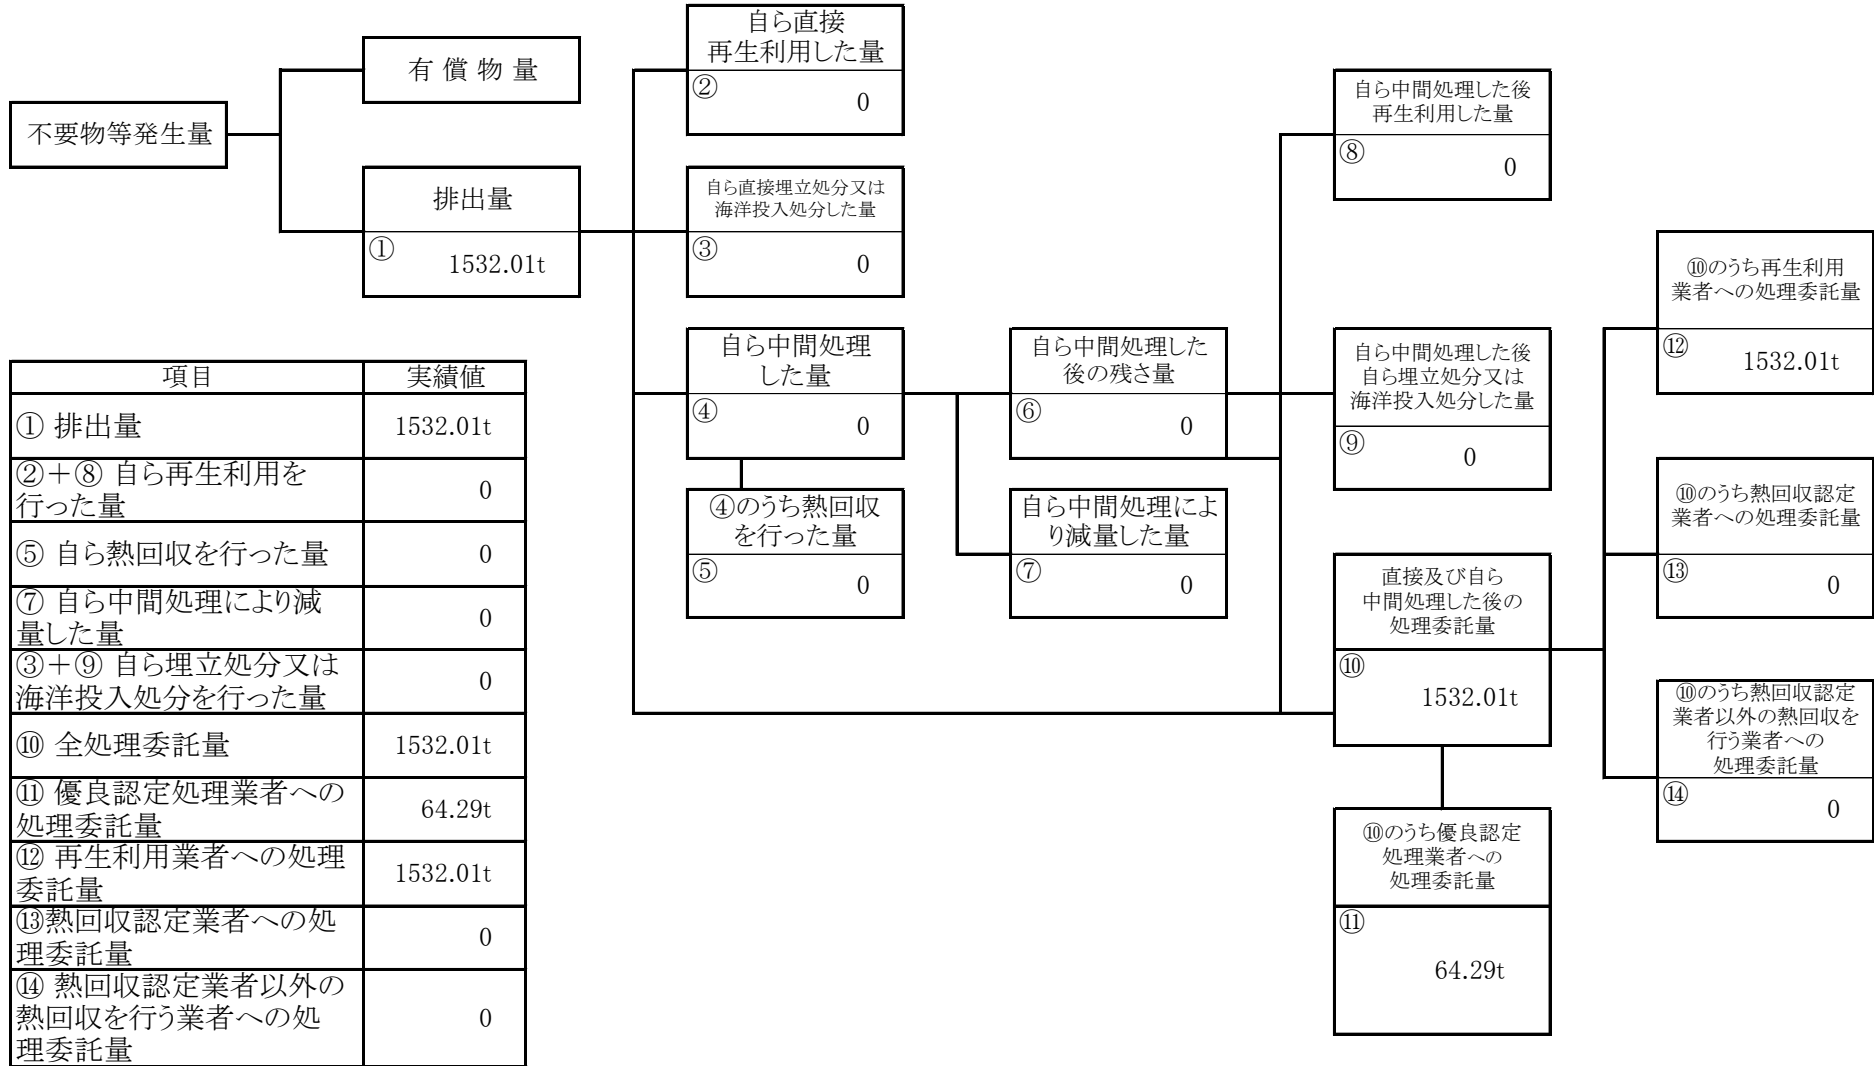 不要物等発生量
有 償 物 量
排出量
①
1532.01t
自ら直接
再生利用した量
②
0
自ら直接埋立処分又は
海洋投入処分した量
③
0
自ら中間処理
した量
④
0
④のうち熱回収
を行った量
⑤
0
自ら中間処理した
後の残さ量
⑥
0
自ら中間処理によ
り減量した量
⑦
0
自ら中間処理した後
再生利用した量
⑧
0
自ら中間処理した後
自ら埋立処分又は
海洋投入処分した量
⑨
0
直接及び自ら
中間処理した後の
処理委託量
⑩
1532.01t
⑩のうち優良認定
処理業者への
処理委託量
⑪
64.29t
⑩のうち再生利用
業者への処理委託量
⑫
1532.01t
⑩のうち熱回収認定
業者への処理委託量
⑬
0
⑩のうち熱回収認定
業者以外の熱回収を
行う業者への
処理委託量
⑭
0
項目 実績値
① 排出量 1532.01t
②+⑧ 自ら再生利用を
行った量 0
⑤ 自ら熱回収を行った量 0
⑦ 自ら中間処理により減
量した量 0
③+⑨ 自ら埋立処分又は
海洋投入処分を行った量 0
⑩ 全処理委託量 1532.01t
⑪ 優良認定処理業者への
処理委託量 64.29t
⑫ 再生利用業者への処理
委託量 1532.01t
⑬熱回収認定業者への処
理委託量 0
⑭ 熱回収認定業者以外の
熱回収を行う業者への処
理委託量 0